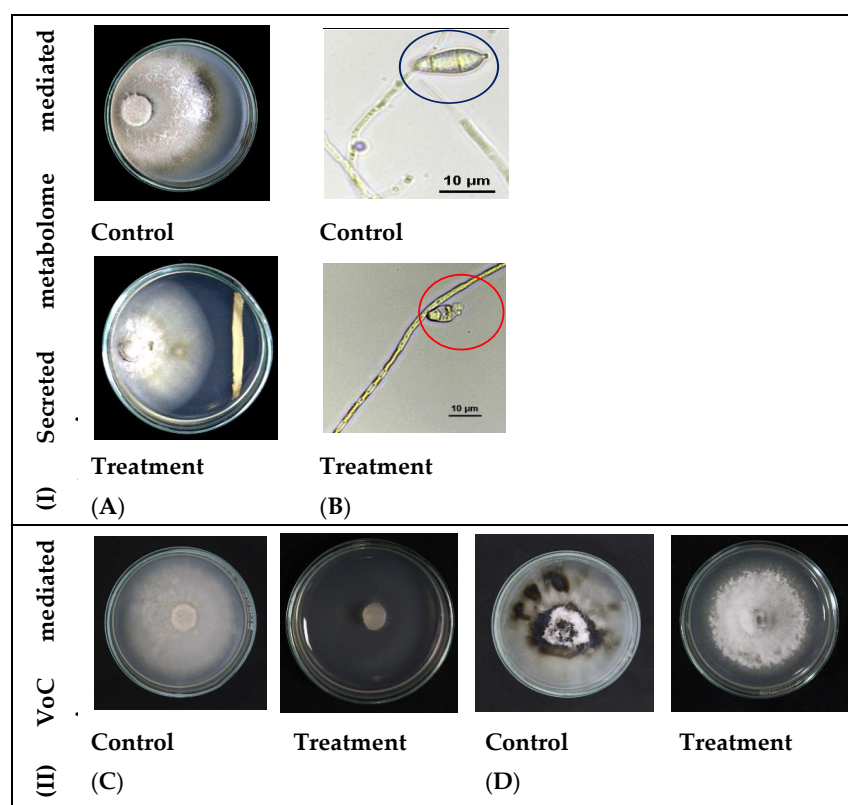 (I) Secreted metabolome mediated
Control
Control
10 µm
Treatment
Treatment
10 µm
(A)
(B)
(II) VoC mediated
Control
Treatment
Control
Treatment
(C)
(D)